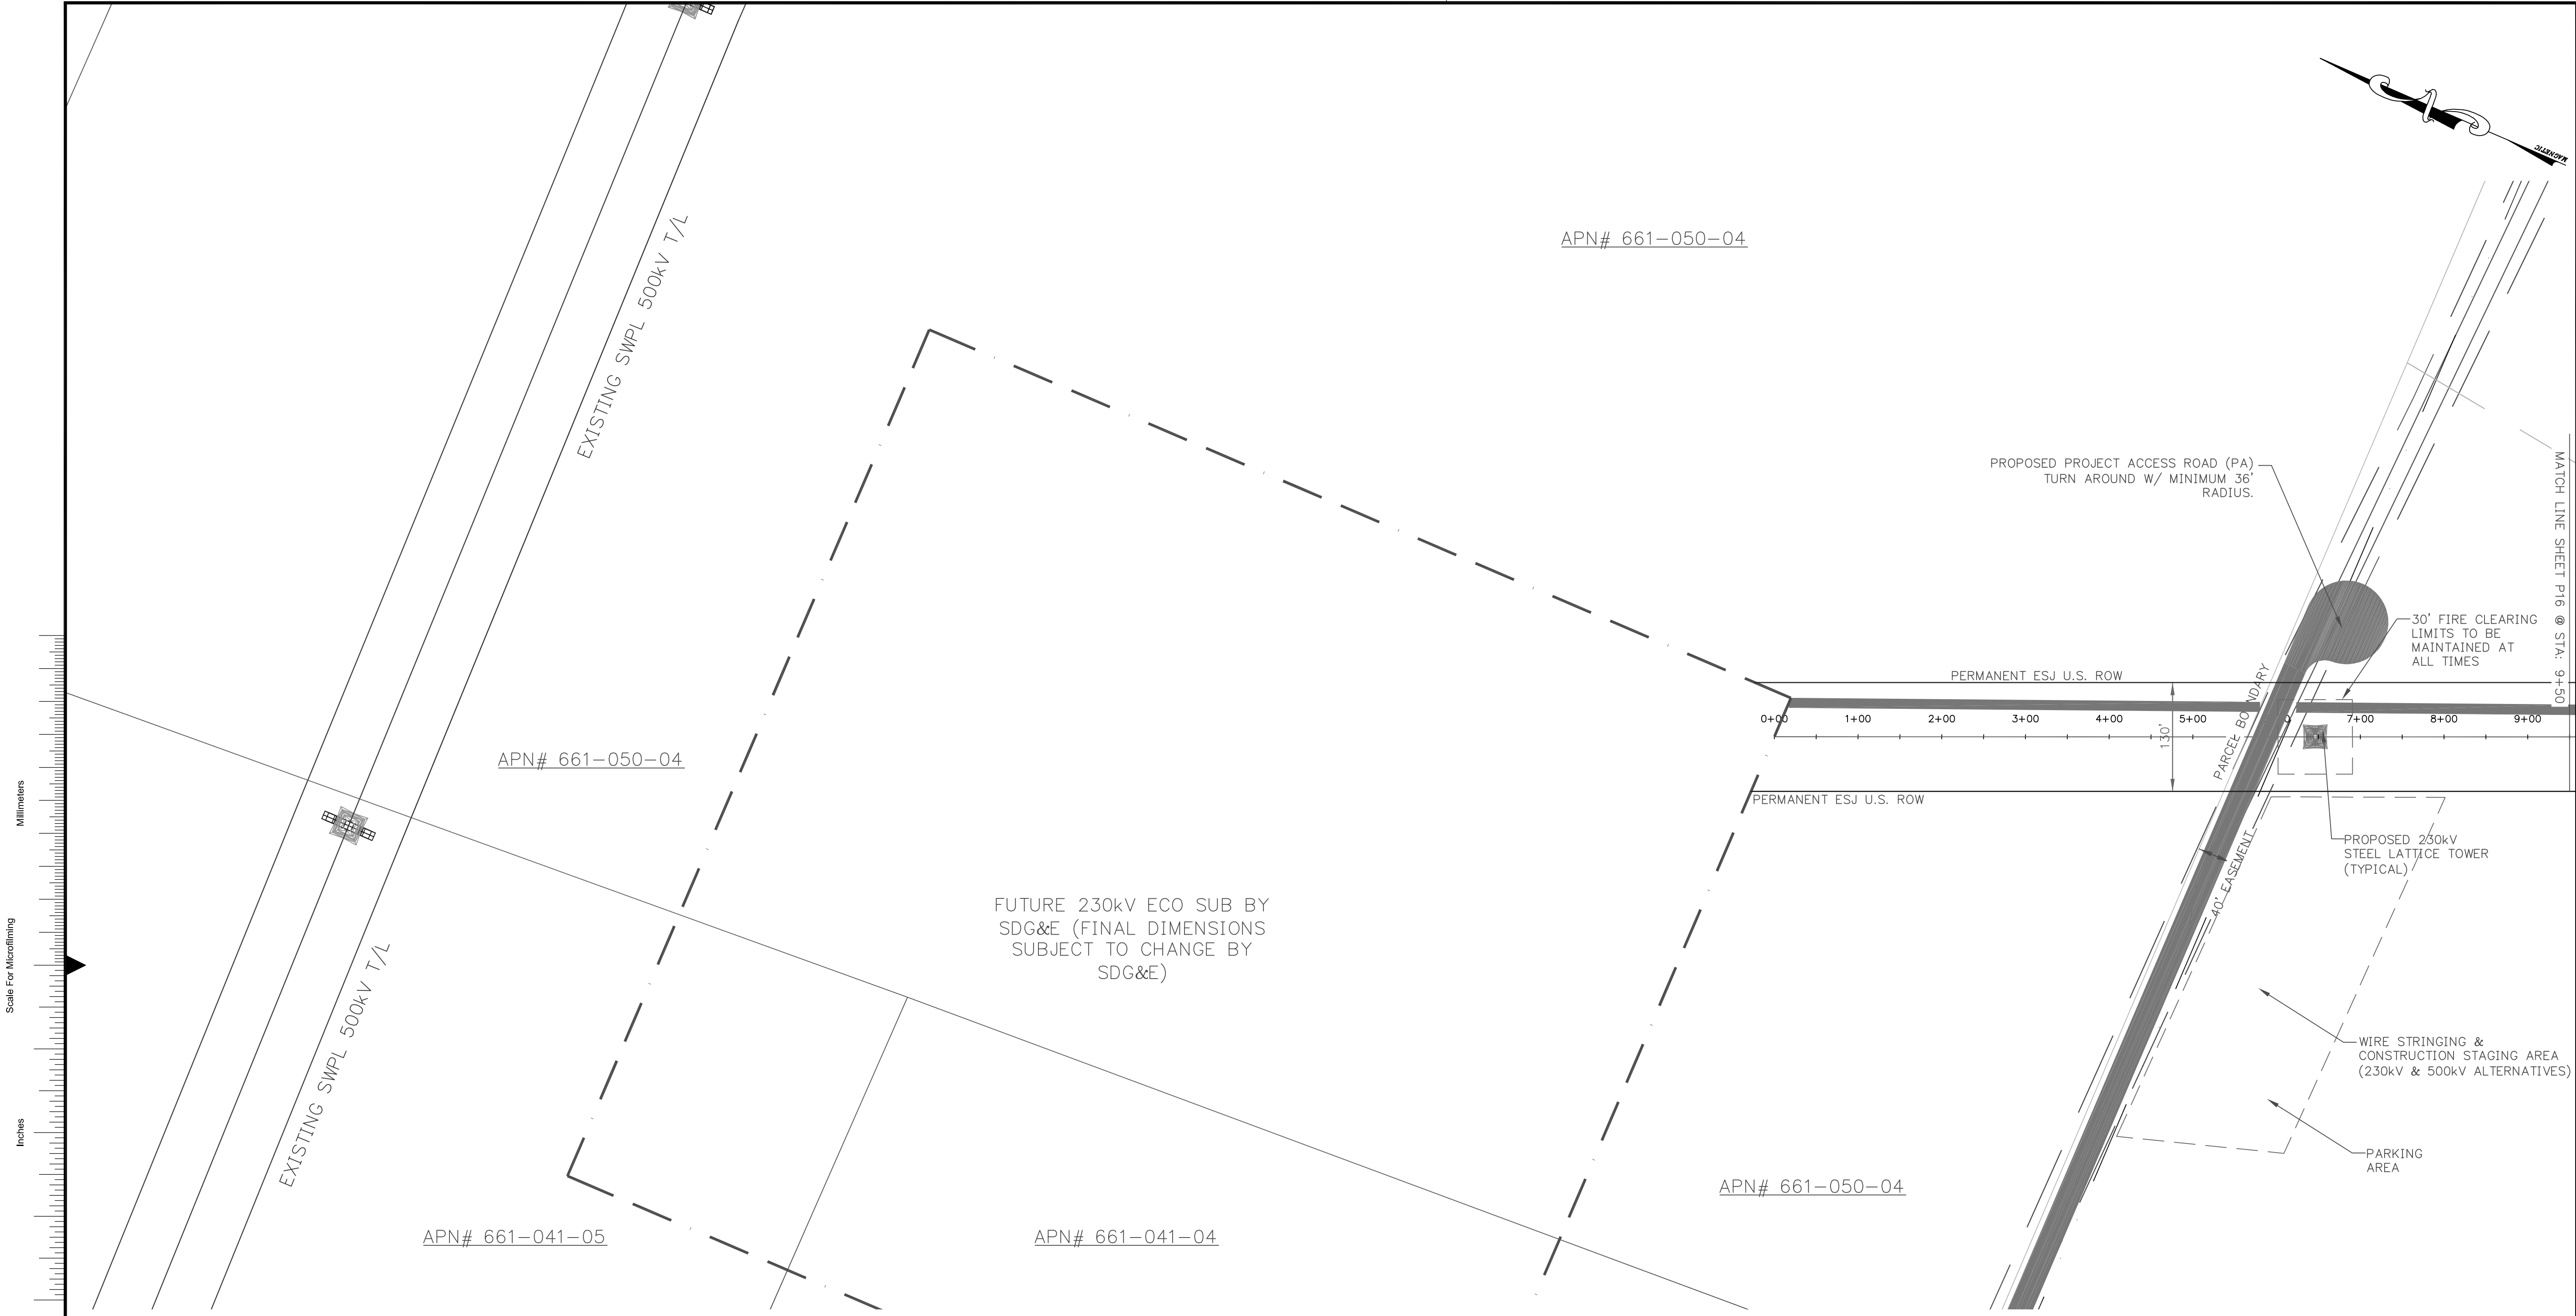 MAGNETIC
EXISTING SWPL 500kV T/L
APN# 661-050-04
PROPOSED PROJECT ACCESS ROAD (PA)
TURN AROUND W/ MINIMUM 36'
RADIUS.
MATCH LINE SHEET P16 @ STA: 9+50
30' FIRE CLEARING
LIMITS TO BE
MAINTAINED AT
ALL TIMES
PERMANENT ESJ U.S. ROW
PARCEL BOUNDARY
0+00 1+00 2+00 3+00 4+00 5+00 7+00 8+00 9+00
130'
APN# 661-050-04
PERMANENT ESJ U.S. ROW
PROPOSED 230kV
STEEL LATTICE TOWER
(TYPICAL)
40' EASEMENT
FUTURE 230kV ECO SUB BY
SDG&E (FINAL DIMENSIONS
SUBJECT TO CHANGE BY
SDG&E)
EXISTING SWPL 500kV T/L
WIRE STRINGING &
CONSTRUCTION STAGING AREA
(230kV & 500kV ALTERNATIVES)
PARKING
AREA
APN# 661-050-04
APN# 661-041-05
APN# 661-041-04
Millimeters
Scale For Microfilming
Inches